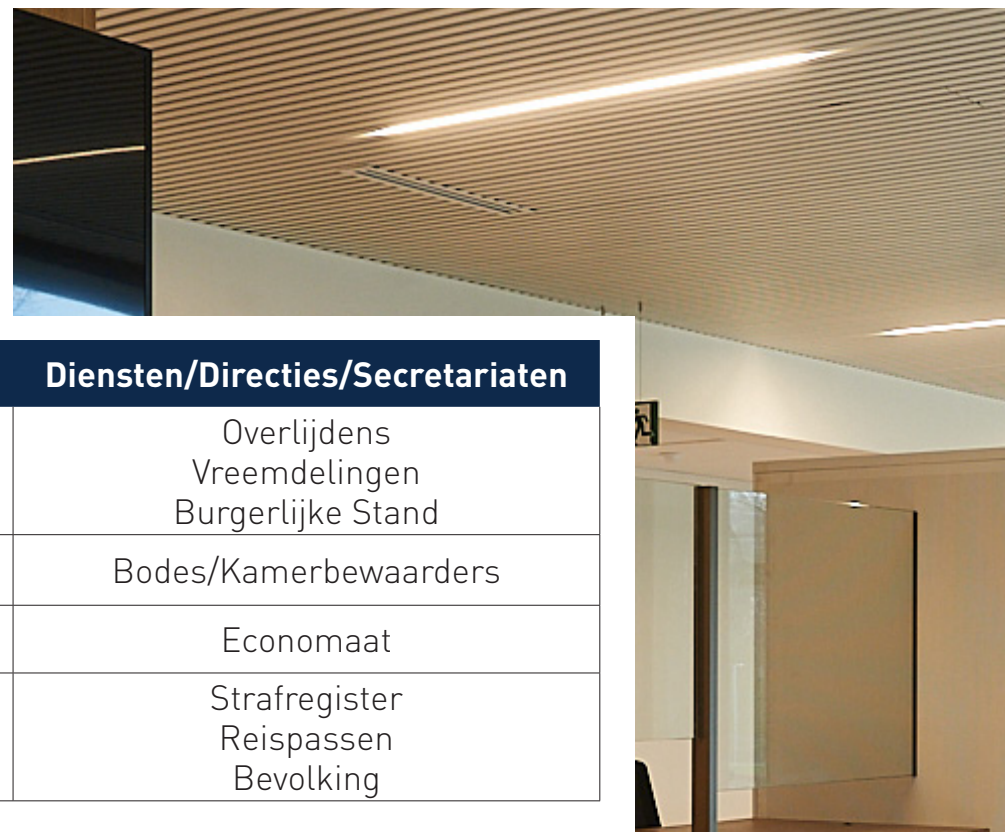 Diensten/Directies/Secretariaten
Overlijdens
Vreemdelingen
Burgerlijke Stand
Bodes/Kamerbewaarders
Economaat
Strafregister
Reispassen
Bevolking